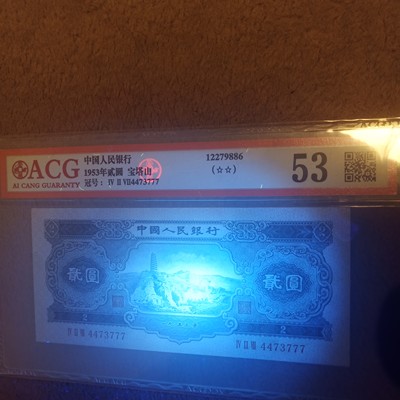 ACG
AI CANG GUARANTY
中国人民银行
1953年贰圆 宝塔山
冠号: IV II VII4473777
12279886
(☆☆)
53
中國人民銀行
貳圓
貳圓
IV II VII 4473777
IV II VII 4473777